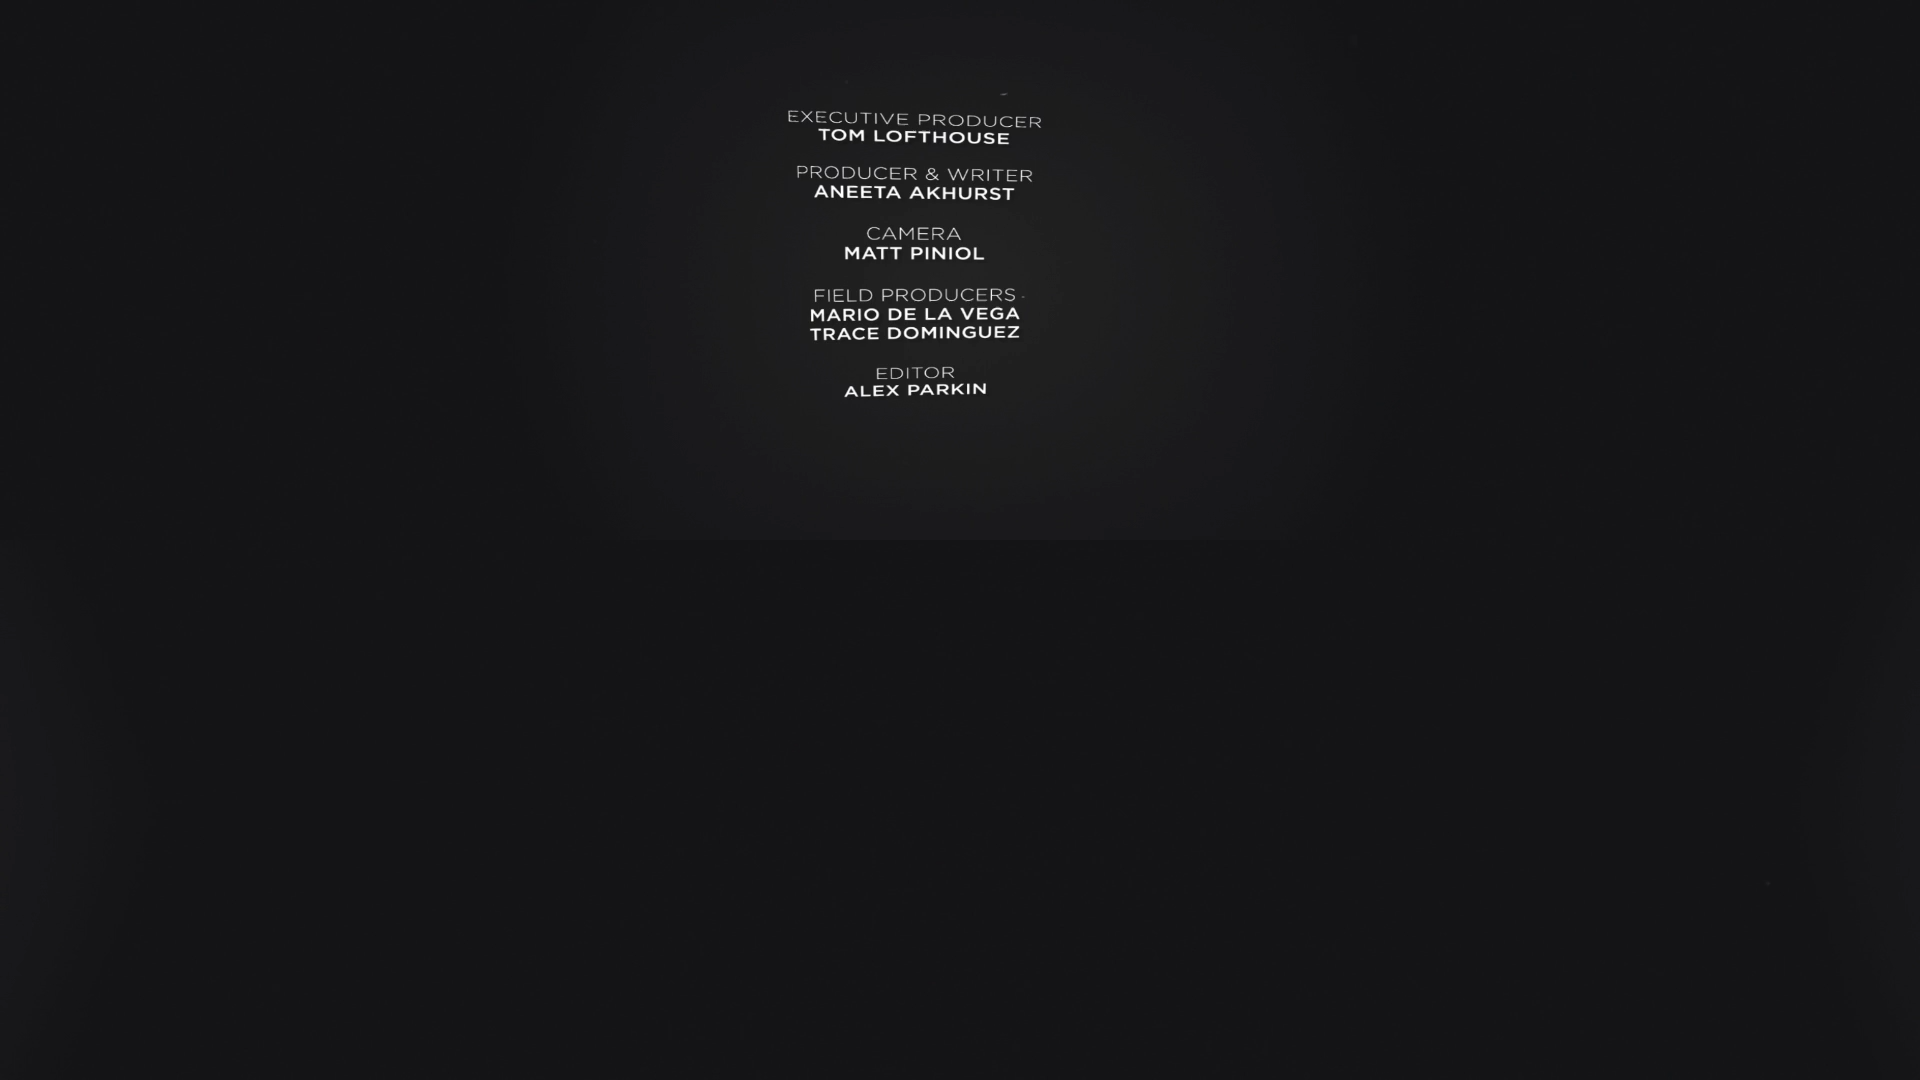 EXECUTIVE PRODUCER
TOM LOFTHOUSE
PRODUCER & WRITER
ANEETA AKHURST
CAMERA
MATT PINIOL
FIELD PRODUCERS
MARIO DE LA VEGA
TRACE DOMINGUEZ
EDITOR
ALEX PARKIN